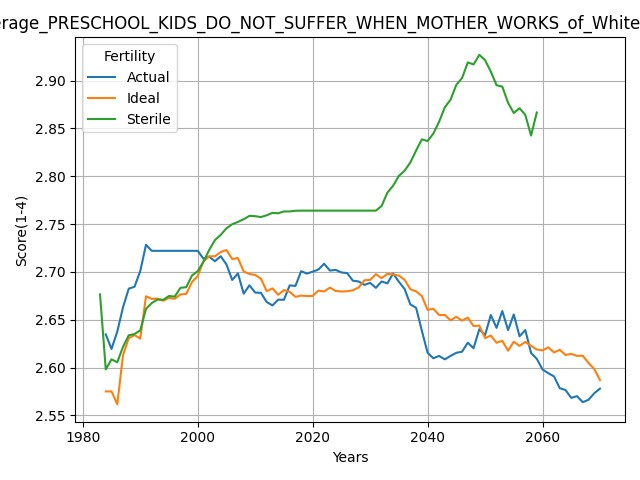 erage_PRESCHOOL_KIDS_DO_NOT_SUFFER_WHEN_MOTHER_WORKS_of_White
Fertility
Actual
Ideal
Sterile
Score(1-4)
2.90
2.85
2.80
2.75
2.70
2.65
2.60
2.55
1980 2000 2020 2040 2060
Years